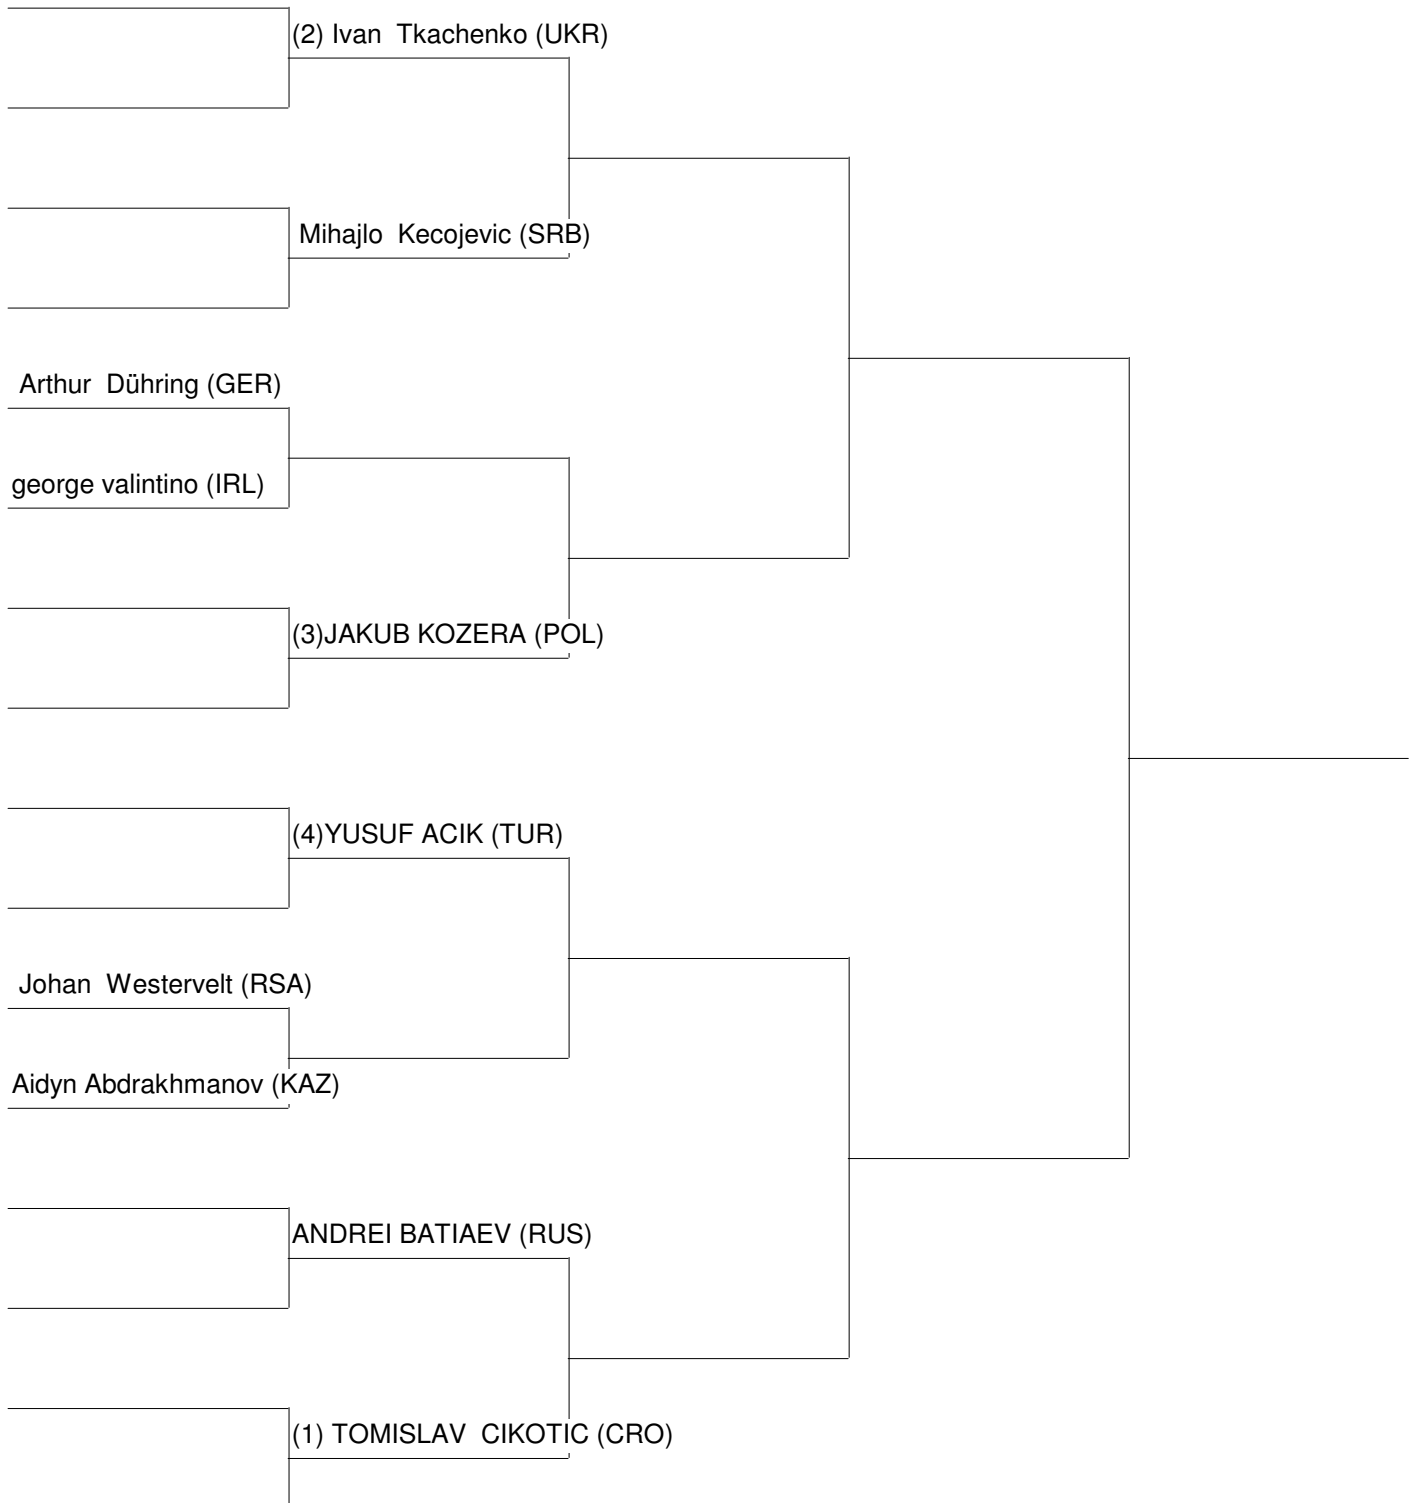 (2) Ivan  Tkachenko (UKR)
Mihajlo  Kecojevic (SRB)
Arthur  Dühring (GER)
george valintino (IRL)
(3)JAKUB KOZERA (POL)
(4)YUSUF ACIK (TUR)
Johan  Westervelt (RSA)
Aidyn Abdrakhmanov (KAZ)
ANDREI BATIAEV (RUS)
(1) TOMISLAV  CIKOTIC (CRO)